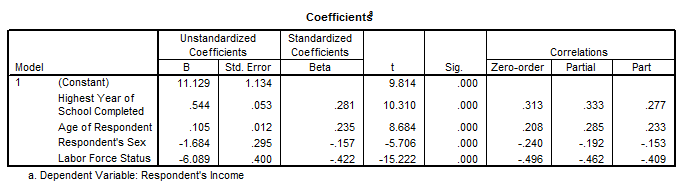 Coefficientsa
Unstandardized Coefficients Standardized Coefficients Correlations
Model B Std. Error Beta t Sig. Zero-order Partial Part
1 (Constant) 11.129 1.134 9.814 .000
Highest Year of School Completed .544 .053 .281 10.310 .000 .313 .333 .277
Age of Respondent .105 .012 .235 8.684 .000 .208 .285 .233
Respondent's Sex -1.684 .295 -.157 -5.706 .000 -.240 -.192 -.153
Labor Force Status -6.089 .400 -.422 -15.222 .000 -.496 -.462 -.409
a. Dependent Variable: Respondent's Income